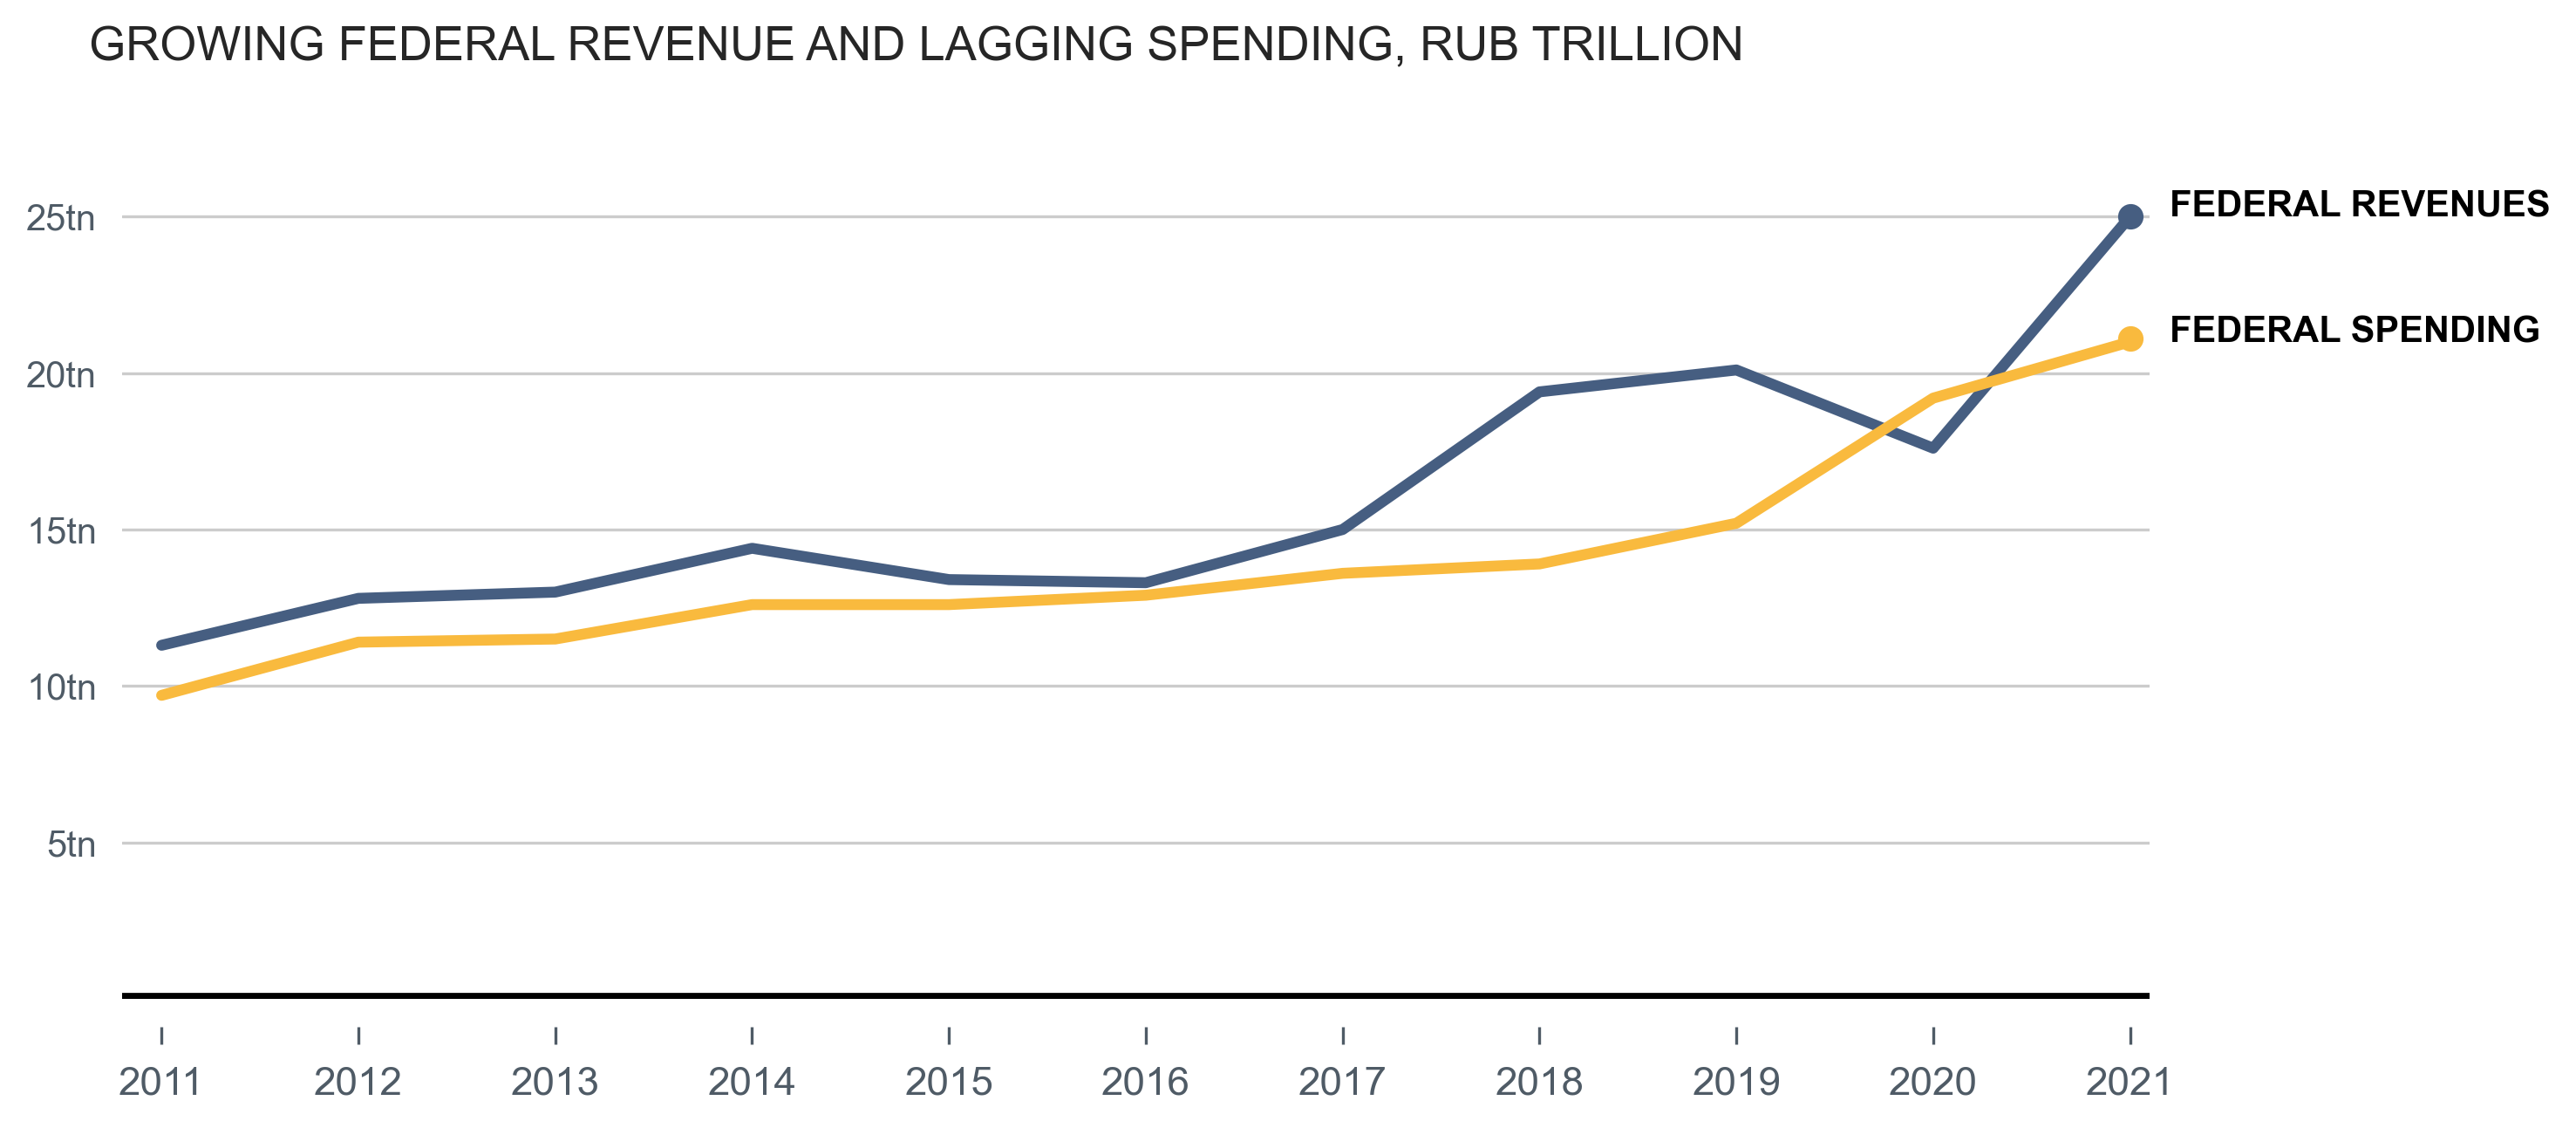 GROWING FEDERAL REVENUE AND LAGGING SPENDING, RUB TRILLION
25tn
FEDERAL REVENUES
FEDERAL SPENDING
20tn
15tn
10tn
5tn
2011 2012 2013 2014 2015 2016 2017 2018 2019 2020 2021